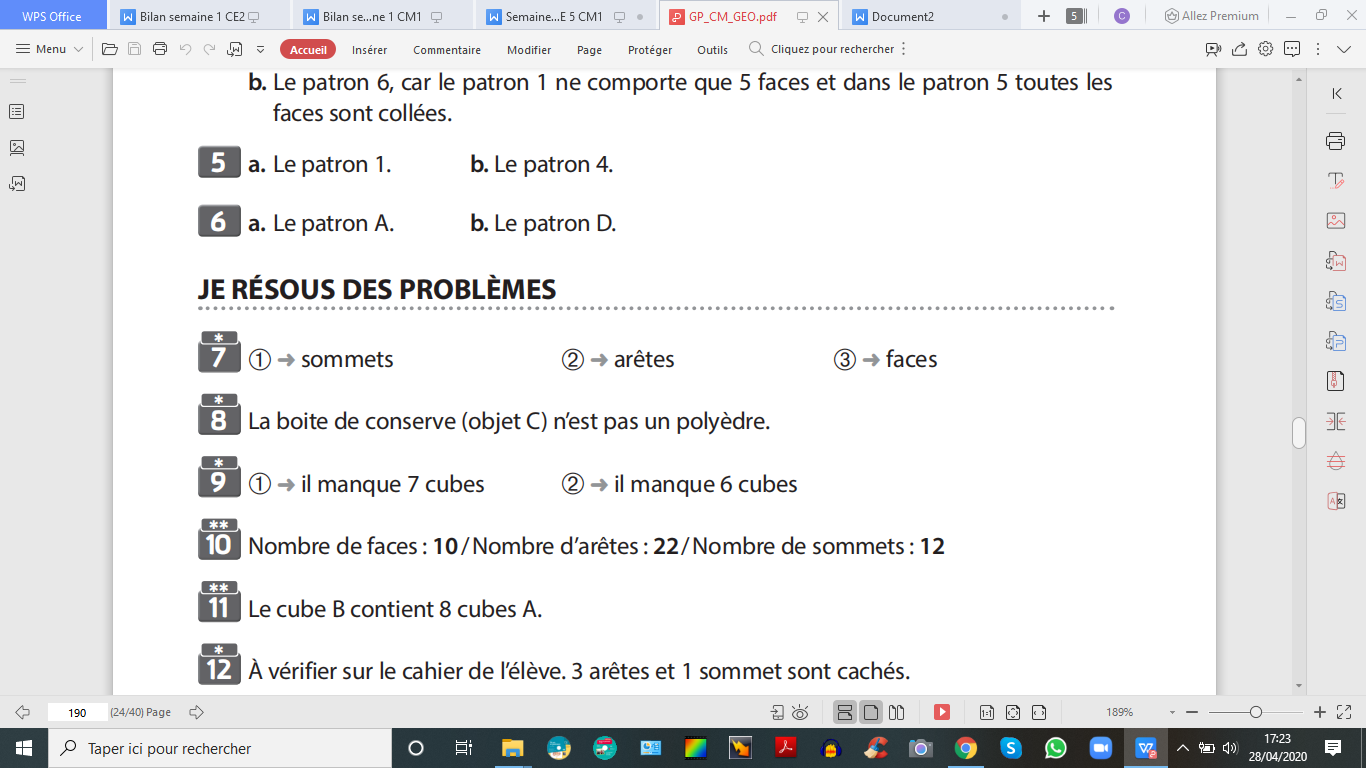 WPS Office
Bilan semaine 1 CE2
Bilan se...ne 1 CM1
Semaine...E 5 CM1
GP_CM_GEO.pdf
Document2
5
C
Allez Premium
Menu
Accueil
Insérer
Commentaire
Modifier
Page
Protéger
Outils
Cliquez pour rechercher
b. Le patron 6, car le patron 1 ne comporte que 5 faces et dans le patron 5 toutes les
faces sont collées.
5 a. Le patron 1. b. Le patron 4.
6 a. Le patron A. b. Le patron D.
JE RÉSOUS DES PROBLÈMES
* 7 ① ➜ sommets ② ➜ arêtes ③ ➜ faces
* 8 La boite de conserve (objet C) n'est pas un polyèdre.
* 9 ① ➜ il manque 7 cubes ② ➜ il manque 6 cubes
** 10 Nombre de faces : 10 / Nombre d'arêtes : 22 / Nombre de sommets : 12
** 11 Le cube B contient 8 cubes A.
* 12 À vérifier sur le cahier de l'élève. 3 arêtes et 1 sommet sont cachés.
190 (24/40) Page
189%
Taper ici pour rechercher
17:23
28/04/2020